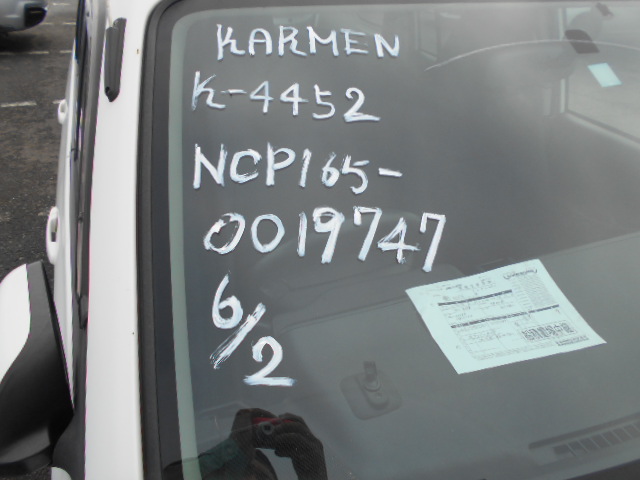 KARMEN
K-4452
NCP165-
0019747
6/2